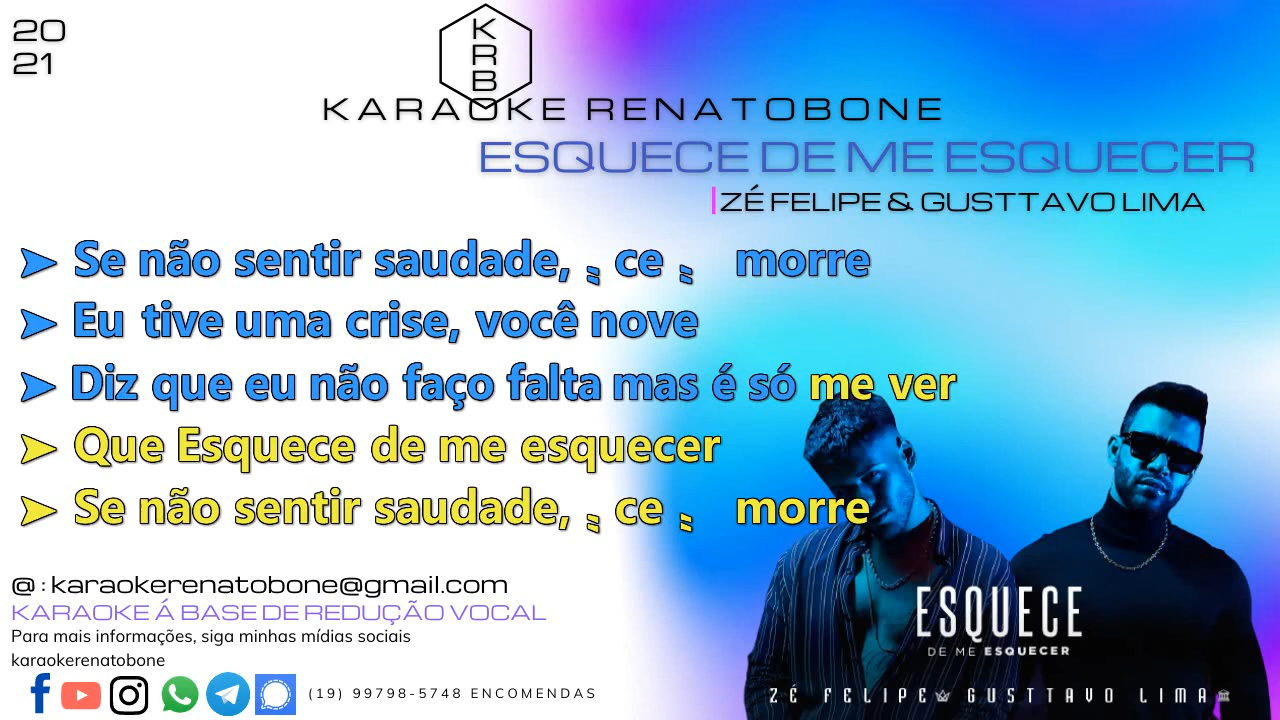 20
21
K
R
B
KARAOKE RENATOBONE
ESQUECE DE ME ESQUECER
ZÉ FELIPE & GUSTTAVO LIMA
➤ Se não sentir saudade, ; ce ; morre
➤ Eu tive uma crise, você nove
➤ Diz que eu não faço falta mas é só me ver
➤ Que Esquece de me esquecer
➤ Se não sentir saudade, ; ce ; morre
@ : karaokerenatobone@gmail.com
KARAOKE Á BASE DE REDUÇÃO VOCAL
Para mais informações, siga minhas mídias sociais
karaokerenatobone
(19) 99798-5748 ENCOMENDAS
ESQUECE
DE ME ESQUECER
ZÉ FELIPE GUSTTAVO LIMA